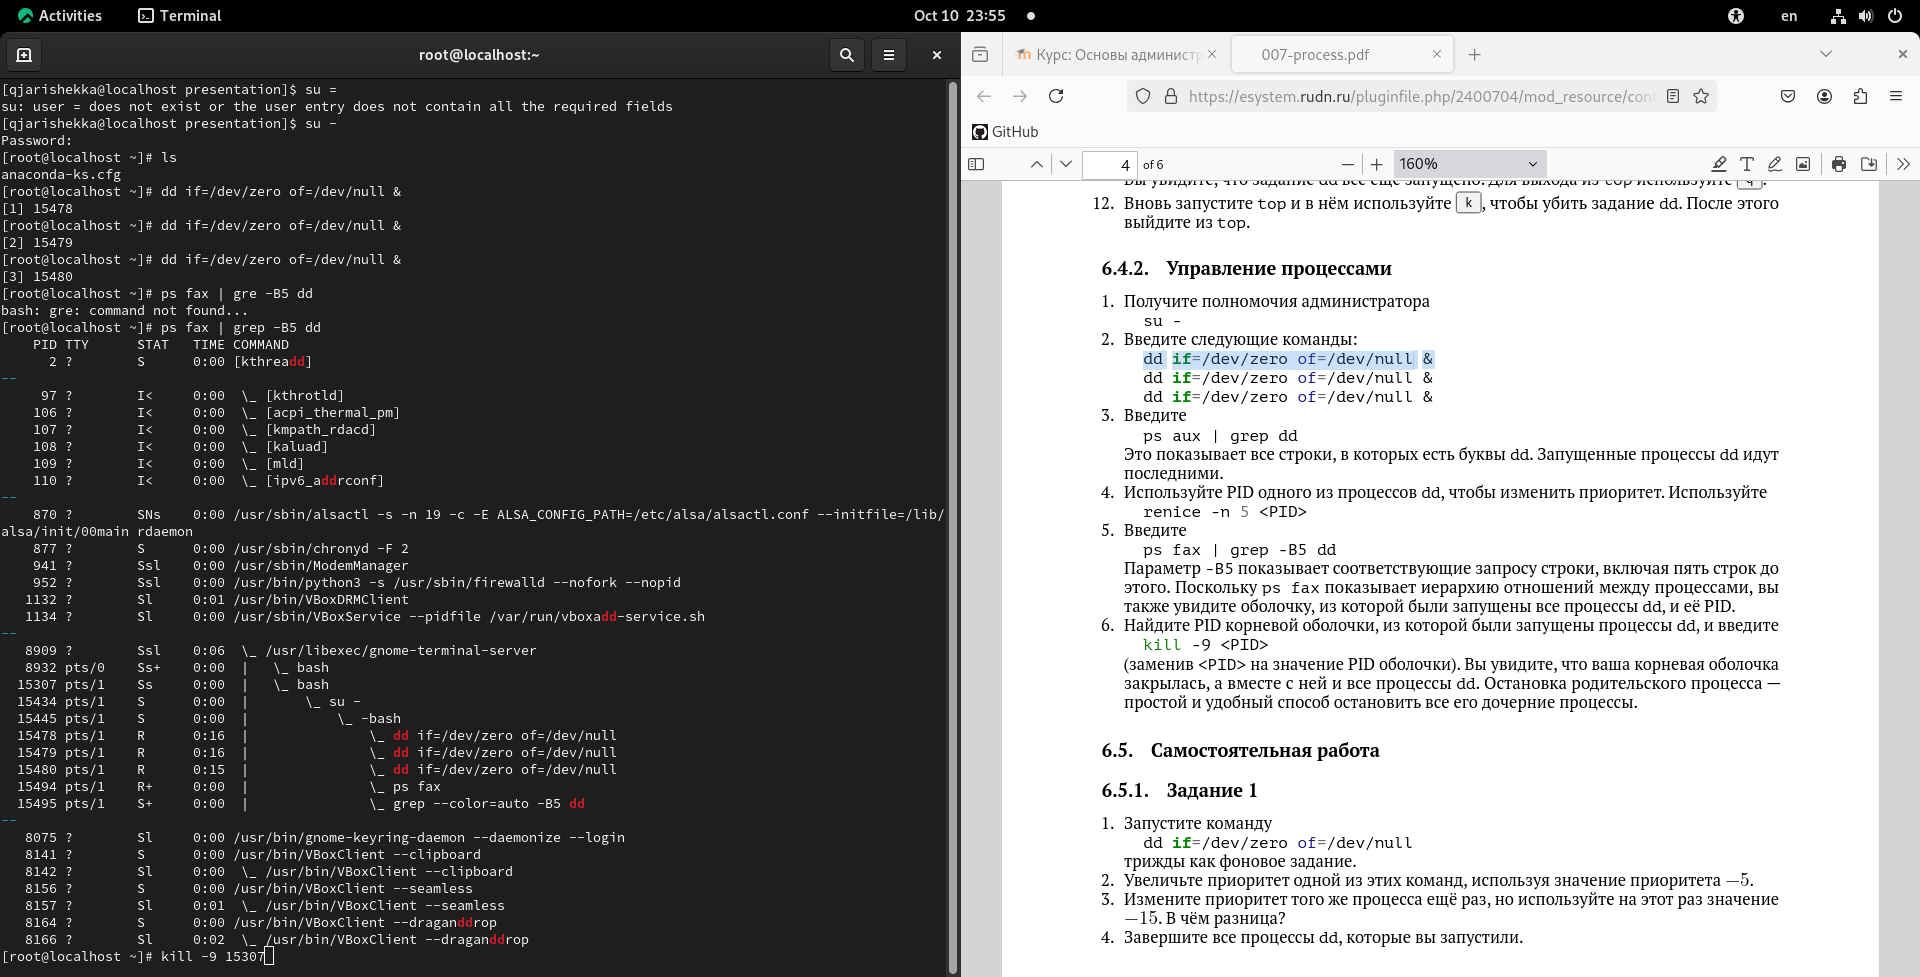 Activities Terminal Oct 10 23:55 en
root@localhost:~
[qjarishekka@localhost presentation]$ su =
su: user = does not exist or the user entry does not contain all the required fields
[qjarishekka@localhost presentation]$ su -
Password:
[root@localhost ~]# ls
anaconda-ks.cfg
[root@localhost ~]# dd if=/dev/zero of=/dev/null &
[1] 15478
[root@localhost ~]# dd if=/dev/zero of=/dev/null &
[2] 15479
[root@localhost ~]# dd if=/dev/zero of=/dev/null &
[3] 15480
[root@localhost ~]# ps fax | gre -B5 dd
bash: gre: command not found...
[root@localhost ~]# ps fax | grep -B5 dd
PID TTY STAT TIME COMMAND
2 ? S 0:00 [kthreadd]
--
97 ? I< 0:00 \_ [kthrotld]
106 ? I< 0:00 \_ [acpi_thermal_pm]
107 ? I< 0:00 \_ [kmpath_rdacd]
108 ? I< 0:00 \_ [kaluad]
109 ? I< 0:00 \_ [mld]
110 ? I< 0:00 \_ [ipv6_addrconf]
--
870 ? SNs 0:00 /usr/sbin/alsactl -s -n 19 -c -E ALSA_CONFIG_PATH=/etc/alsa/alsactl.conf --initfile=/lib/
alsa/init/00main rdaemon
877 ? S 0:00 /usr/sbin/chronyd -F 2
941 ? Ssl 0:00 /usr/sbin/ModemManager
952 ? Ssl 0:00 /usr/bin/python3 -s /usr/sbin/firewalld --nofork --nopid
1132 ? Sl 0:01 /usr/bin/VBoxDRMClient
1134 ? Sl 0:00 /usr/sbin/VBoxService --pidfile /var/run/vboxadd-service.sh
--
8909 ? Ssl 0:06 \_ /usr/libexec/gnome-terminal-server
8932 pts/0 Ss+ 0:00 | \_ bash
15307 pts/1 Ss 0:00 | \_ bash
15434 pts/1 S 0:00 | \_ su -
15445 pts/1 S 0:00 | \_ -bash
15478 pts/1 R 0:16 | \_ dd if=/dev/zero of=/dev/null
15479 pts/1 R 0:16 | \_ dd if=/dev/zero of=/dev/null
15480 pts/1 R 0:15 | \_ dd if=/dev/zero of=/dev/null
15494 pts/1 R+ 0:00 | \_ ps fax
15495 pts/1 S+ 0:00 | \_ grep --color=auto -B5 dd
--
8075 ? Sl 0:00 /usr/bin/gnome-keyring-daemon --daemonize --login
8141 ? S 0:00 /usr/bin/VBoxClient --clipboard
8142 ? Sl 0:00 \_ /usr/bin/VBoxClient --clipboard
8156 ? S 0:00 /usr/bin/VBoxClient --seamless
8157 ? Sl 0:01 \_ /usr/bin/VBoxClient --seamless
8164 ? S 0:00 /usr/bin/VBoxClient --draganddrop
8166 ? Sl 0:02 \_ /usr/bin/VBoxClient --draganddrop
[root@localhost ~]# kill -9 15307
Курс: Основы администр 007-process.pdf
https://esystem.rudn.ru/pluginfile.php/2400704/mod_resource/con
GitHub
4 of 6 160%
Вы увидите, что задание dd всё ещё запущено. Для выхода из top используйте q .
12. Вновь запустите top и в нём используйте k , чтобы убить задание dd. После этого
выйдите из top.
6.4.2. Управление процессами
1. Получите полномочия администратора
su -
2. Введите следующие команды:
dd if=/dev/zero of=/dev/null &
dd if=/dev/zero of=/dev/null &
dd if=/dev/zero of=/dev/null &
3. Введите
ps aux | grep dd
Это показывает все строки, в которых есть буквы dd. Запущенные процессы dd идут
последними.
4. Используйте PID одного из процессов dd, чтобы изменить приоритет. Используйте
renice -n 5 <PID>
5. Введите
ps fax | grep -B5 dd
Параметр -B5 показывает соответствующие запросу строки, включая пять строк до
этого. Поскольку ps fax показывает иерархию отношений между процессами, вы
также увидите оболочку, из которой были запущены все процессы dd, и её PID.
6. Найдите PID корневой оболочки, из которой были запущены процессы dd, и введите
kill -9 <PID>
(заменив <PID> на значение PID оболочки). Вы увидите, что ваша корневая оболочка
закрылась, а вместе с ней и все процессы dd. Остановка родительского процесса —
простой и удобный способ остановить все его дочерние процессы.
6.5. Самостоятельная работа
6.5.1. Задание 1
1. Запустите команду
dd if=/dev/zero of=/dev/null
трижды как фоновое задание.
2. Увеличьте приоритет одной из этих команд, используя значение приоритета −5.
3. Измените приоритет того же процесса ещё раз, но используйте на этот раз значение
−15. В чём разница?
4. Завершите все процессы dd, которые вы запустили.